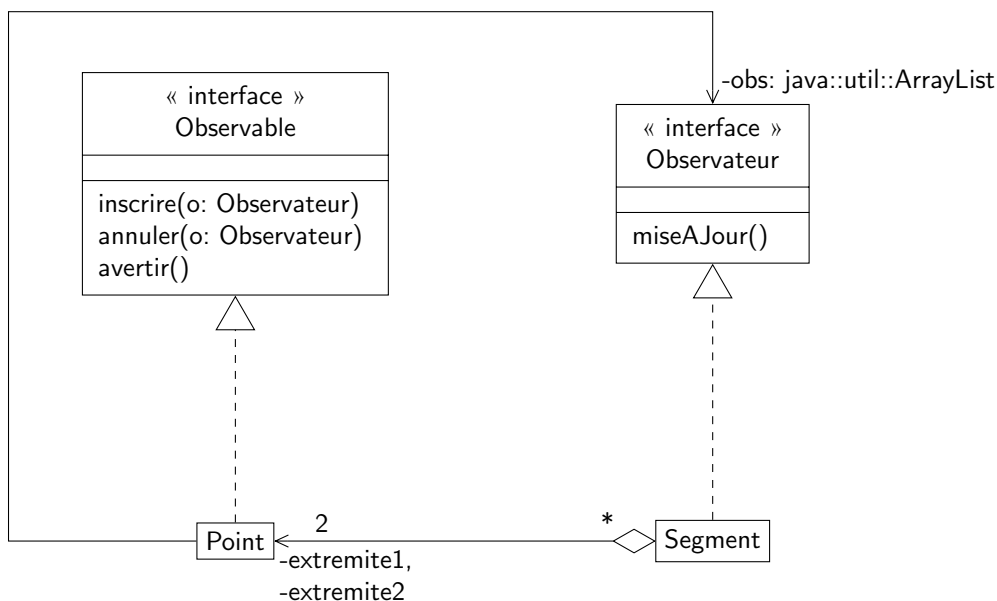 -obs: java::util::ArrayList
« interface »
Observable
inscrire(o: Observateur)
annuler(o: Observateur)
avertir()
« interface »
Observateur
miseAJour()
Point
2
-extremite1,
-extremite2
*
Segment